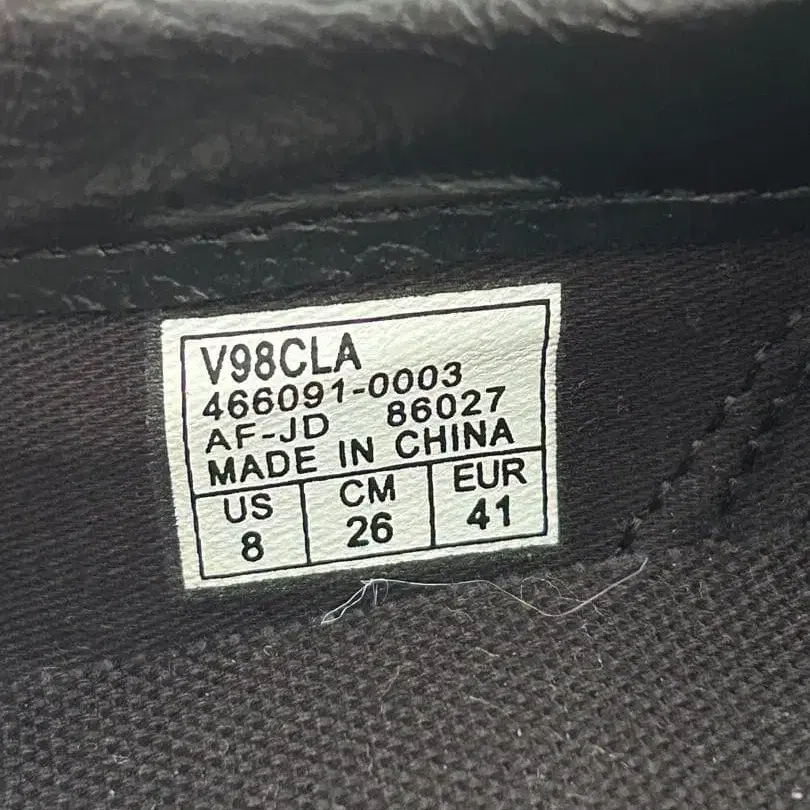 V98CLA
466091-0003
AF-JD 86027
MADE IN CHINA
US CM EUR
8 26 41